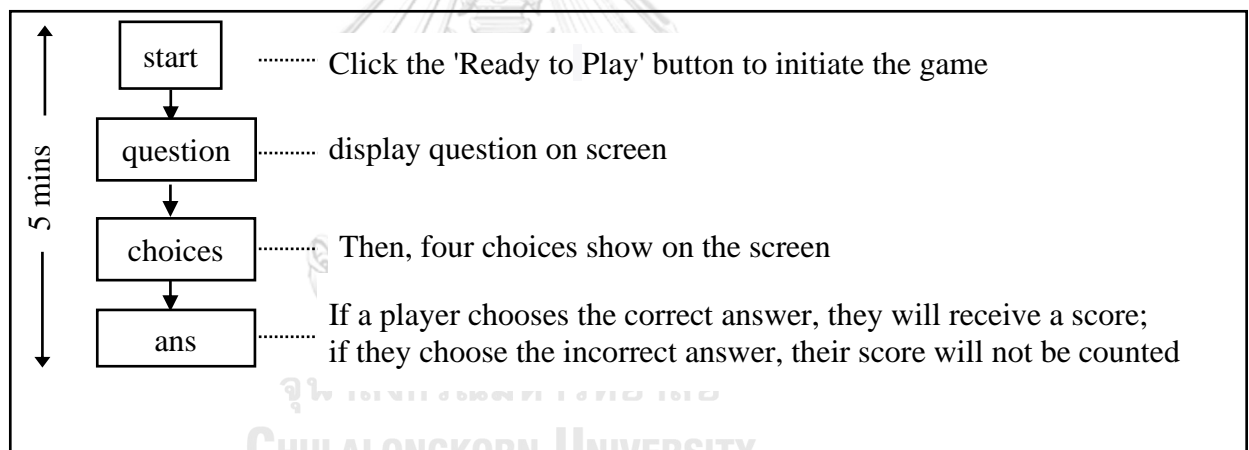 start
Click the 'Ready to Play' button to initiate the game
question
display question on screen
5 mins
choices
Then, four choices show on the screen
ans
If a player chooses the correct answer, they will receive a score;
if they choose the incorrect answer, their score will not be counted
CHULALONGKORN UNIVERSITY